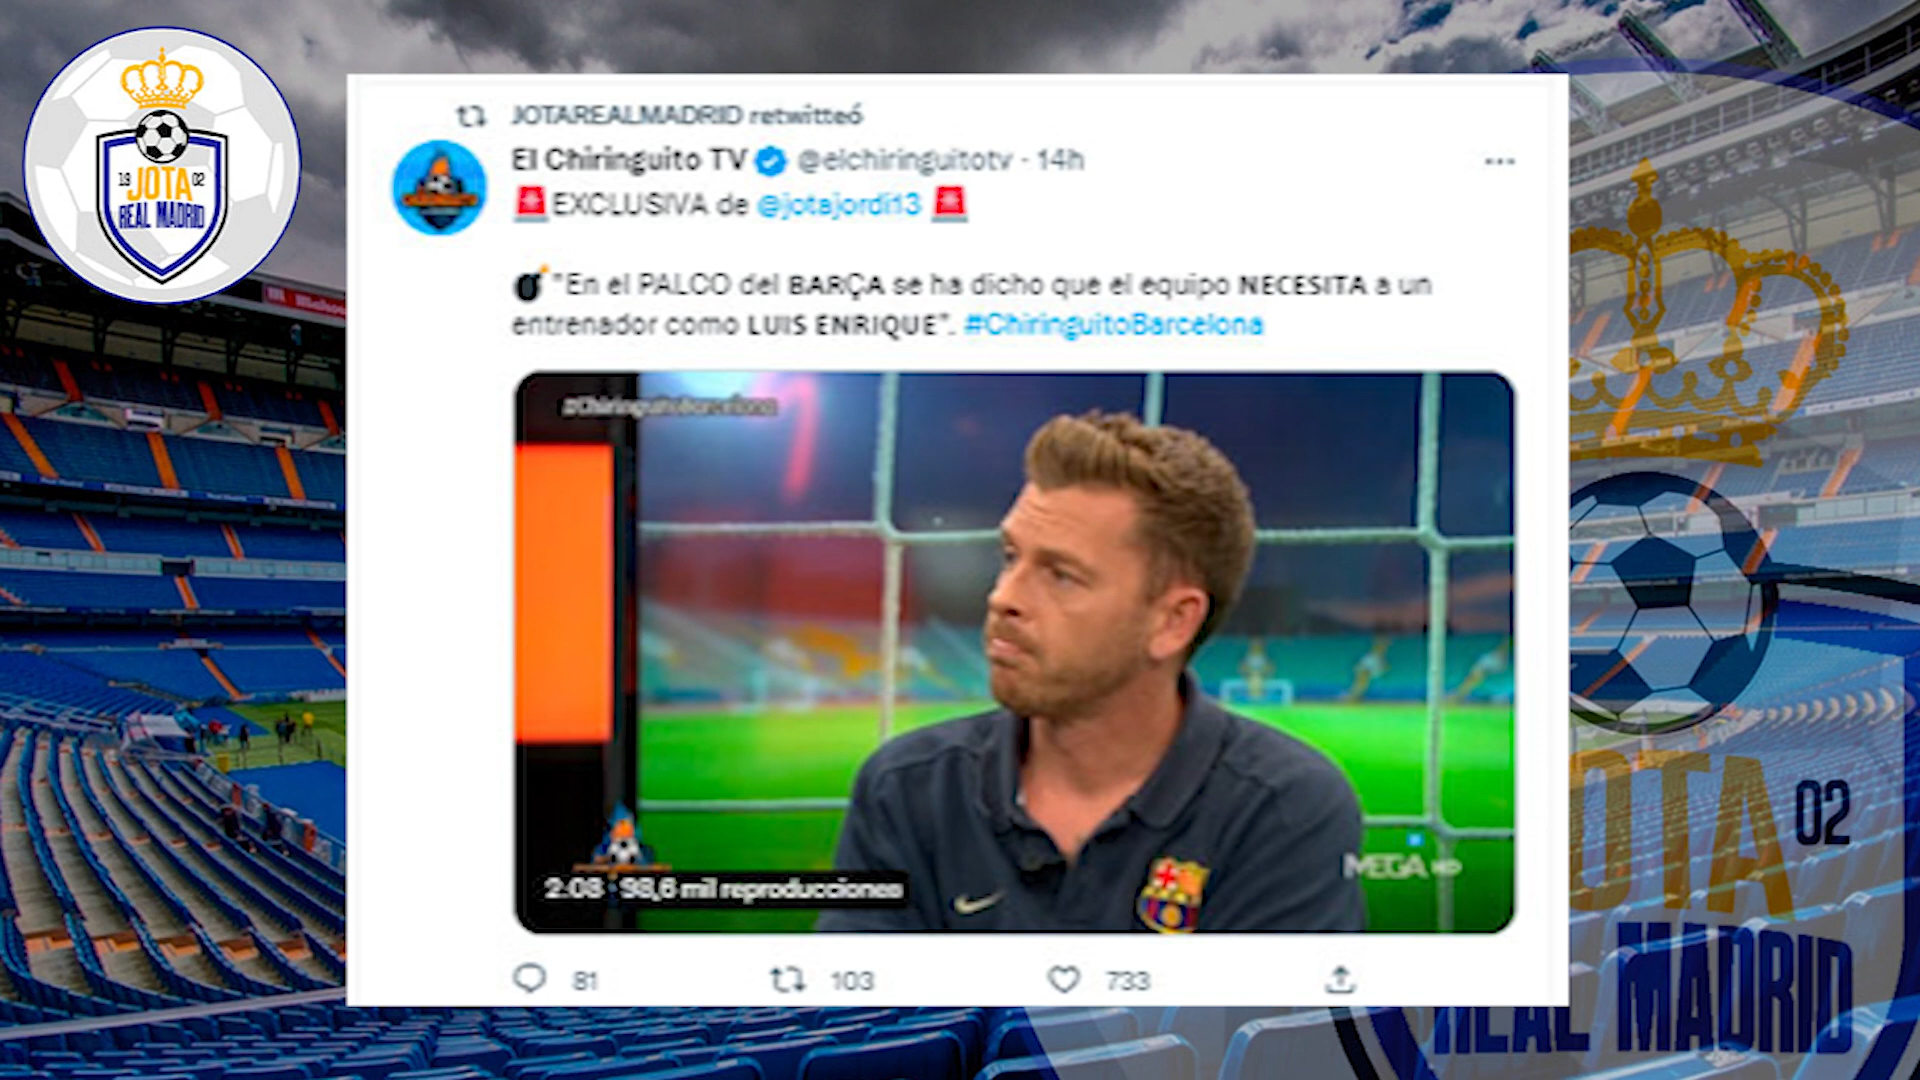 19 JOTA 02
REAL MADRID
JOTAREALMADRID retwitteó
El Chiringuito TV @elchiringuitotv · 14h
EXCLUSIVA de @jotajordi13
"En el PALCO del BARÇA se ha dicho que el equipo NECESITA a un
entrenador como LUIS ENRIQUE". #ChiringuitoBarcelona
#ChiringuitoBarcelona
MEGA HD
2:08 · 98,6 mil reproducciones
81 103 733
OTA 02
REAL MADRID